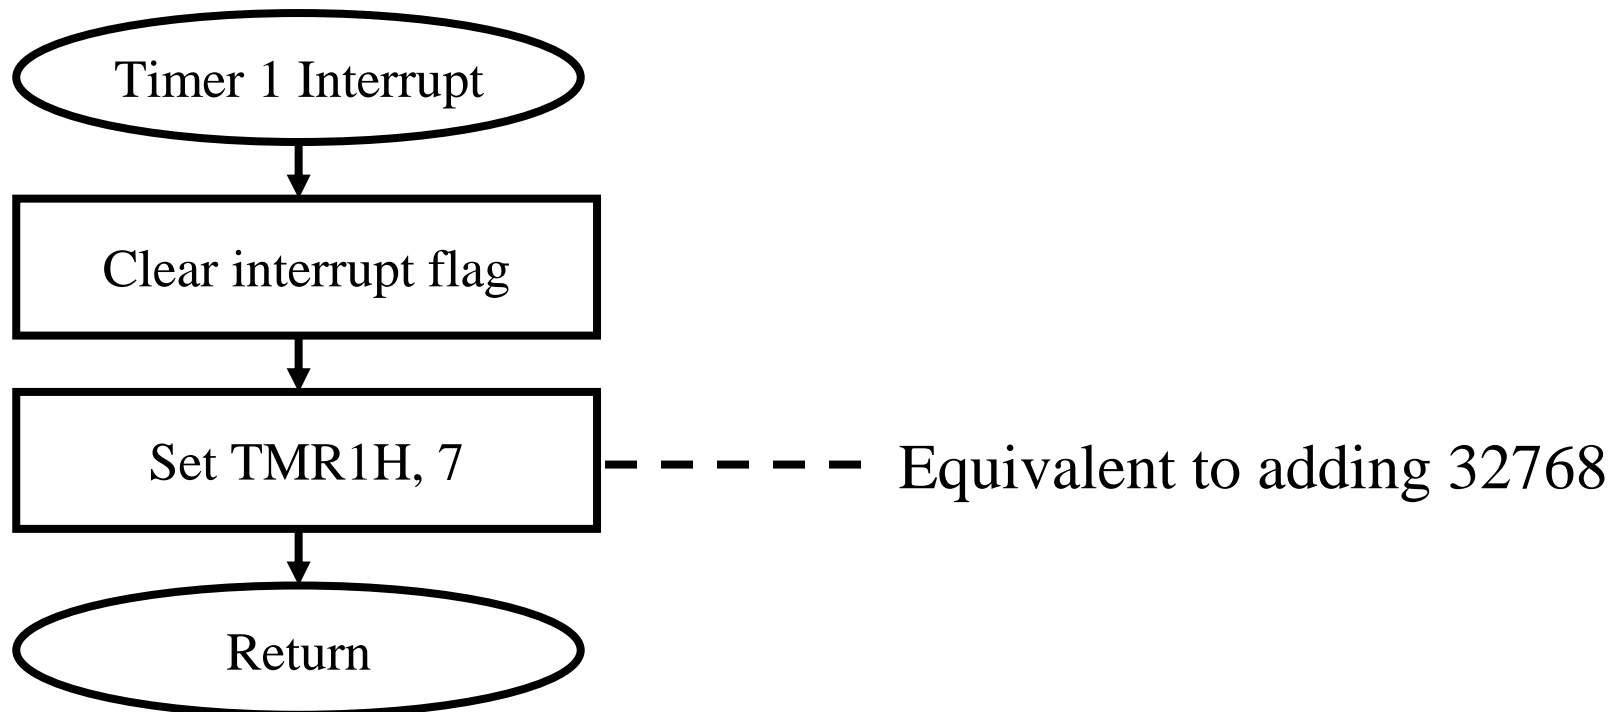 Timer 1 Interrupt
Clear interrupt flag
Set TMR1H, 7
Equivalent to adding 32768
Return